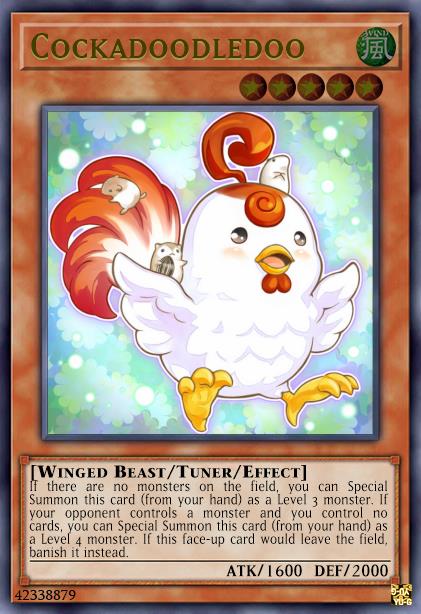 COCKADOODLEDOO
WIND
風
[WINGED BEAST/TUNER/EFFECT]
If there are no monsters on the field, you can Special
Summon this card (from your hand) as a Level 3 monster. If
your opponent controls a monster and you control no
cards, you can Special Summon this card (from your hand) as
a Level 4 monster. If this face-up card would leave the field,
banish it instead.
ATK/1600 DEF/2000
42338879